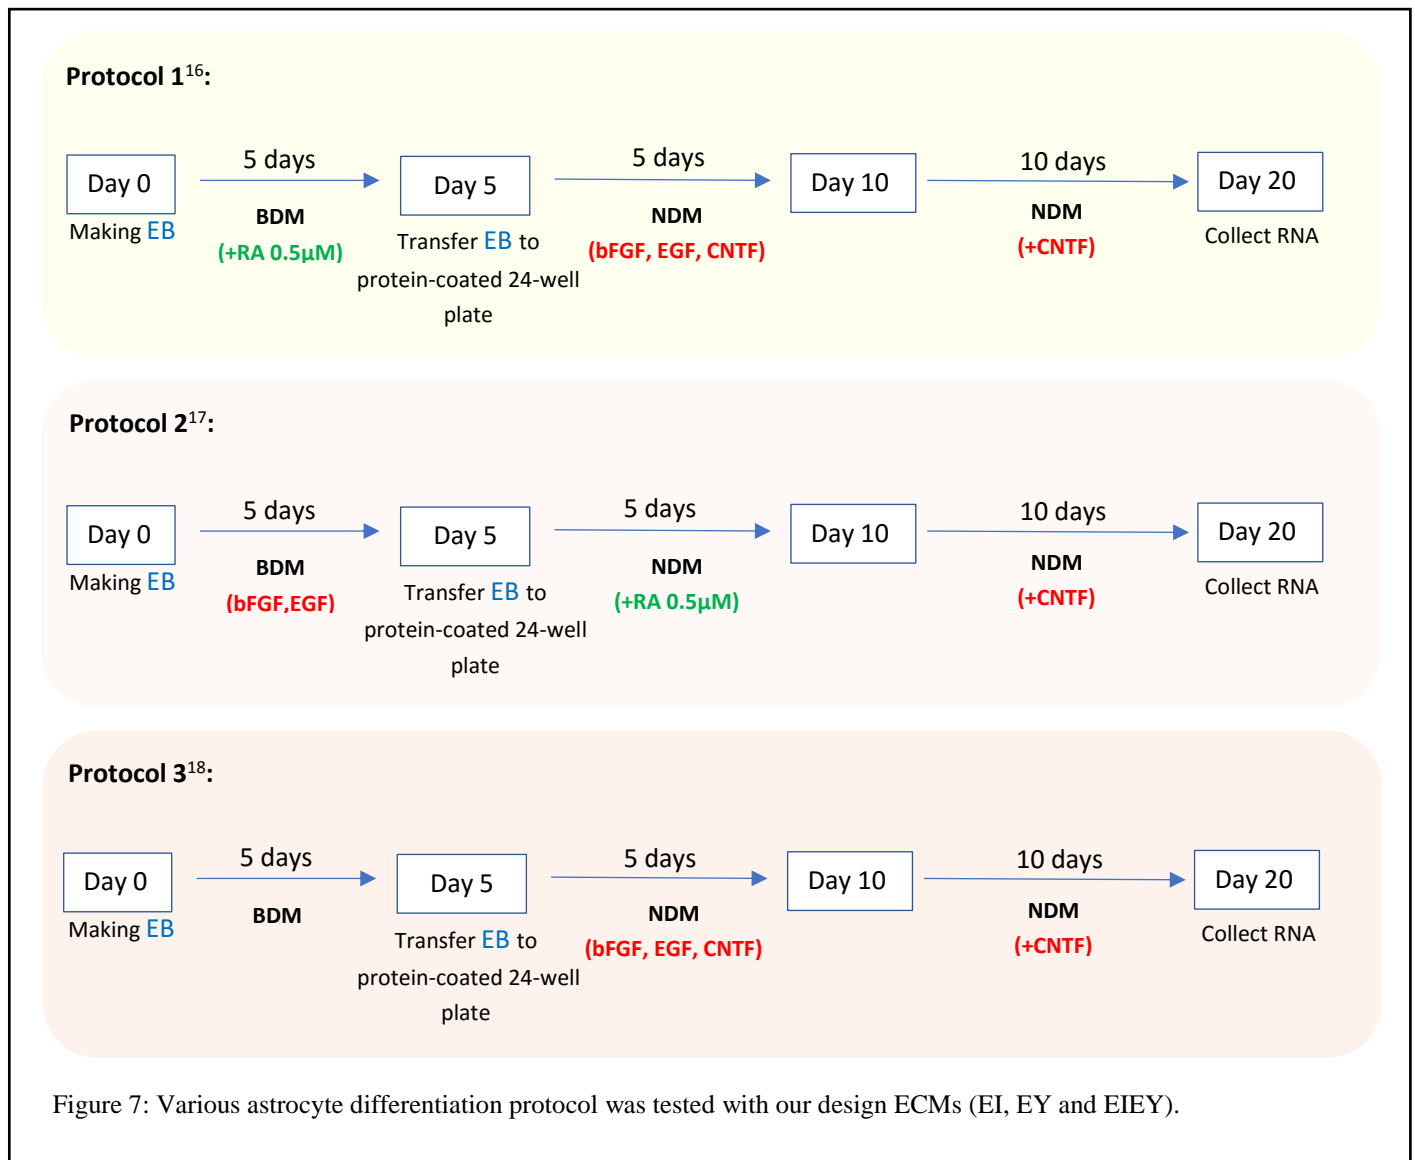 Protocol 1¹⁶:
5 days
5 days
10 days
Day 0
Day 5
Day 10
Day 20
Making EB
BDM
(+RA 0.5µM)
Transfer EB to
protein-coated 24-well
plate
NDM
(bFGF, EGF, CNTF)
NDM
(+CNTF)
Collect RNA
Protocol 2¹⁷:
5 days
5 days
10 days
Day 0
Day 5
Day 10
Day 20
Making EB
BDM
(bFGF,EGF)
Transfer EB to
protein-coated 24-well
plate
NDM
(+RA 0.5µM)
NDM
(+CNTF)
Collect RNA
Protocol 3¹⁸:
5 days
5 days
10 days
Day 0
Day 5
Day 10
Day 20
Making EB
BDM
Transfer EB to
protein-coated 24-well
plate
NDM
(bFGF, EGF, CNTF)
NDM
(+CNTF)
Collect RNA
Figure 7: Various astrocyte differentiation protocol was tested with our design ECMs (EI, EY and EIEY).